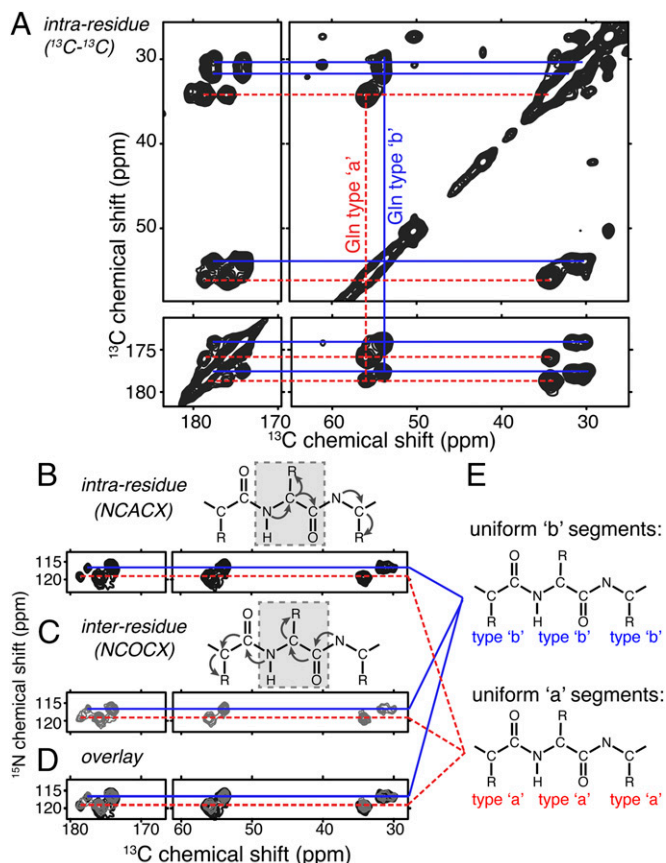 A
intra-residue
(¹³C-¹³C)
30
40
50
175
180
¹³C chemical shift (ppm)
Gln type 'a'
Gln type 'b'
180
170
60
50
40
30
¹³C chemical shift (ppm)
B
intra-residue
(NCACX)
O
R
C
N
C
C
N
C
R
H
O
R
115
120
C
inter-residue
(NCOCX)
O
R
C
N
C
C
N
C
R
H
O
R
115
120
D
overlay
115
120
¹⁵N chemical shift (ppm)
180
170
60
50
40
30
¹³C chemical shift (ppm)
E
uniform 'b' segments:
O
R
C
N
C
C
N
C
R
H
O
R
type 'b' type 'b' type 'b'
uniform 'a' segments:
O
R
C
N
C
C
N
C
R
H
O
R
type 'a' type 'a' type 'a'